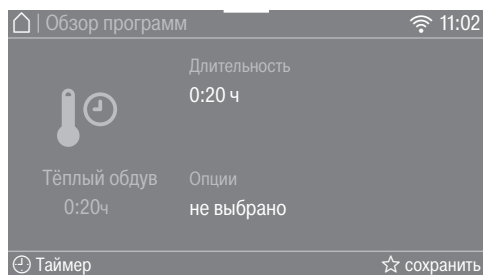 | Обзор программ 11:02
Длительность
0:20 ч
Тёплый обдув
0:20ч
Опции
не выбрано
Таймер сохранить